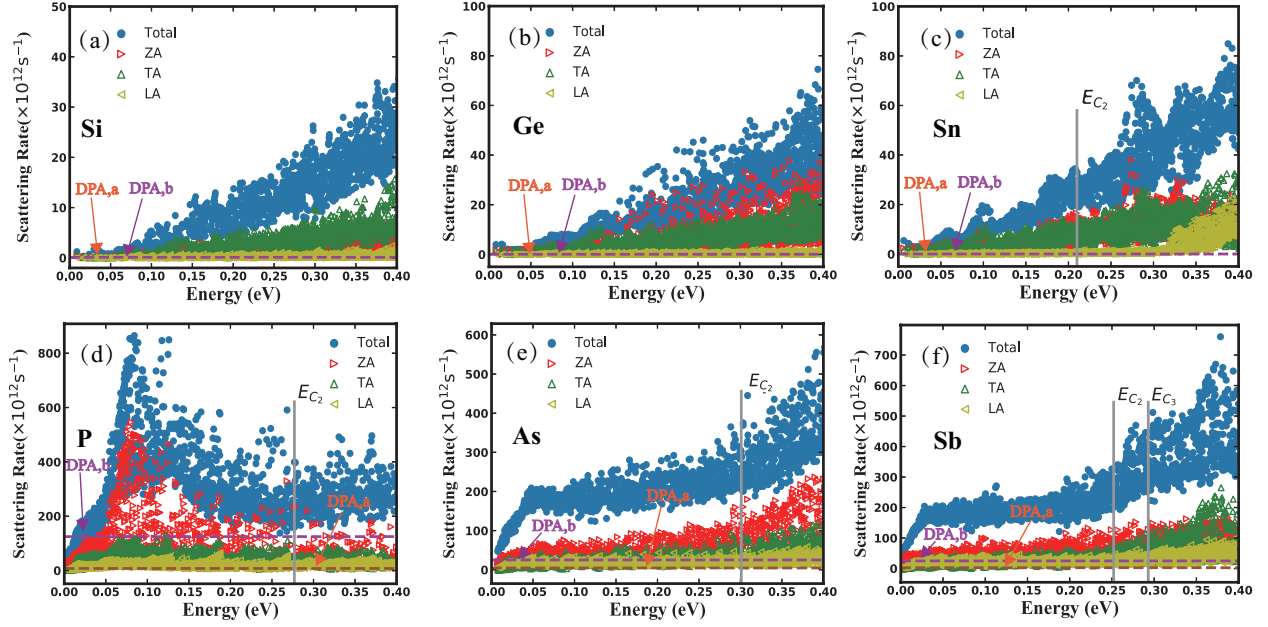 (a)
Total
ZA
TA
LA
Si
DPA,a
DPA,b
Scattering Rate(×10¹²s⁻¹)
50
40
30
20
10
0
0.00 0.05 0.10 0.15 0.20 0.25 0.30 0.35 0.40
Energy (eV)
(b)
Total
ZA
TA
LA
Ge
DPA,a
DPA,b
Scattering Rate(×10¹²s⁻¹)
100
80
60
40
20
0
0.00 0.05 0.10 0.15 0.20 0.25 0.30 0.35 0.40
Energy (eV)
(c)
Total
ZA
TA
LA
E_C₂
Sn
DPA,a
DPA,b
Scattering Rate(×10¹²s⁻¹)
100
80
60
40
20
0
0.00 0.05 0.10 0.15 0.20 0.25 0.30 0.35 0.40
Energy (eV)
(d)
Total
ZA
TA
LA
E_C₂
P
DPA,b
DPA,a
Scattering Rate(×10¹²s⁻¹)
800
600
400
200
0
0.00 0.05 0.10 0.15 0.20 0.25 0.30 0.35 0.40
Energy (eV)
(e)
Total
ZA
TA
LA
E_C₂
As
DPA,a
DPA,b
Scattering Rate(×10¹²s⁻¹)
600
500
400
300
200
100
0
0.00 0.05 0.10 0.15 0.20 0.25 0.30 0.35 0.40
Energy (eV)
(f)
Total
ZA
TA
LA
E_C₂
E_C₃
Sb
DPA,a
DPA,b
Scattering Rate(×10¹²s⁻¹)
700
600
500
400
300
200
100
0
0.00 0.05 0.10 0.15 0.20 0.25 0.30 0.35 0.40
Energy (eV)